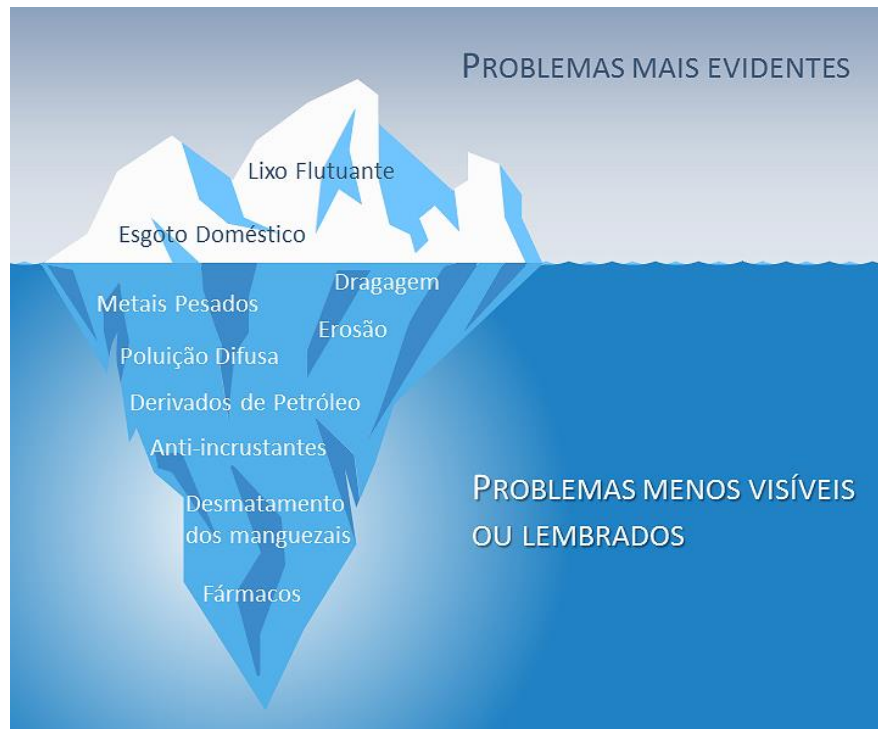 PROBLEMAS MAIS EVIDENTES
Lixo Flutuante
Esgoto Doméstico
Dragagem
Metais Pesados
Erosão
Poluição Difusa
Derivados de Petróleo
Anti-incrustantes
Desmatamento
dos manguezais
Fármacos
PROBLEMAS MENOS VISÍVEIS
OU LEMBRADOS